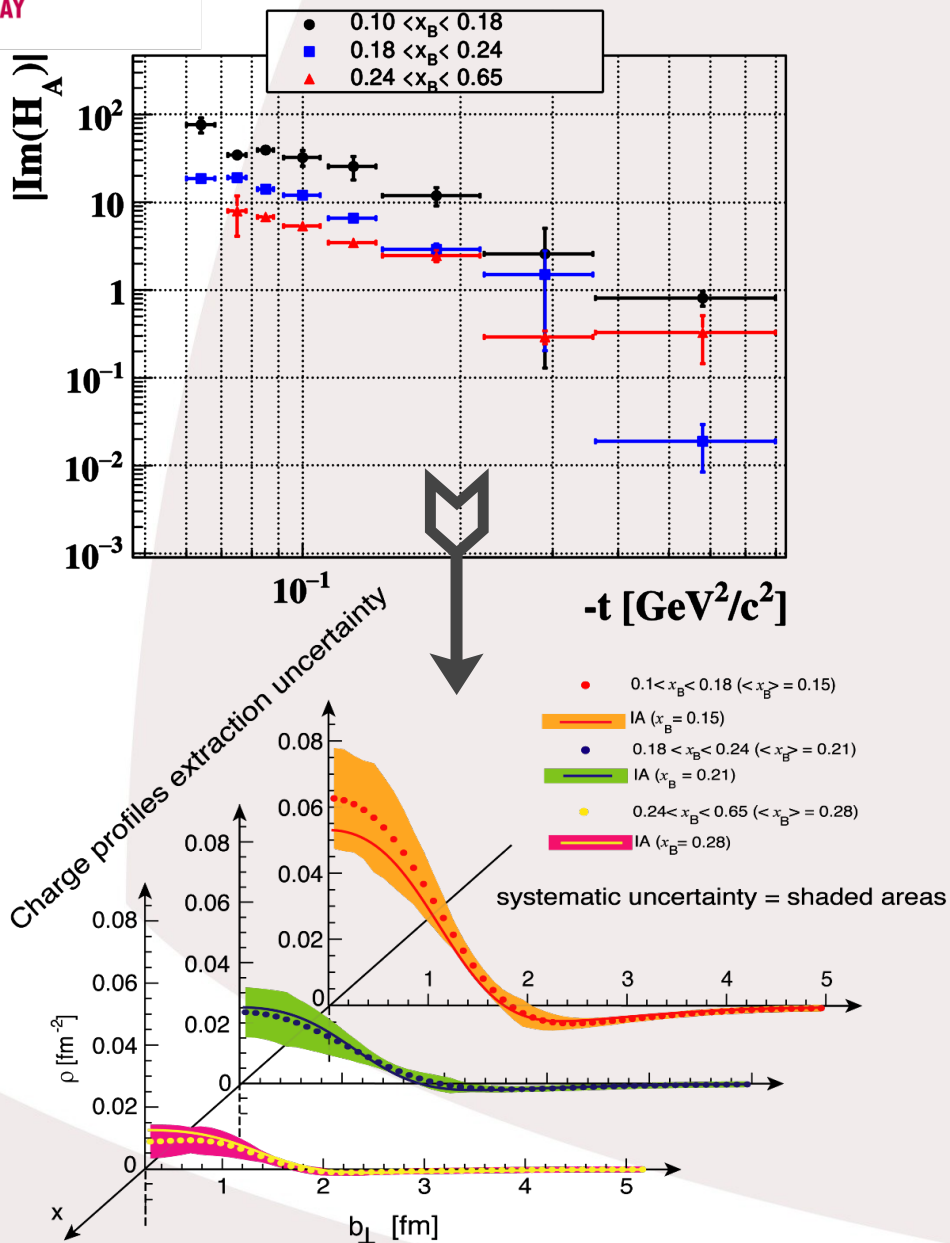 AY
0.10 <x_B< 0.18
0.18 <x_B< 0.24
0.24 <x_B< 0.65
|Im(H_A)|
10²
10
1
10⁻¹
10⁻²
10⁻³
10⁻¹
-t [GeV²/c²]
Charge profiles extraction uncertainty
0.1< x_B< 0.18 (< x_B> = 0.15)
IA (x_B= 0.15)
0.18 < x_B< 0.24 (< x_B> = 0.21)
IA (x_B = 0.21)
0.24< x_B< 0.65 (< x_B> = 0.28)
IA (x_B= 0.28)
systematic uncertainty = shaded areas
0.08
0.06
0.04
0.02
0
1 2 3 4 5
0.08
0.06
0.04
0.02
0
0.08
0.06
0.04
0.02
0
1 2 3 4 5
ρ [fm⁻²]
x
b⊥ [fm]